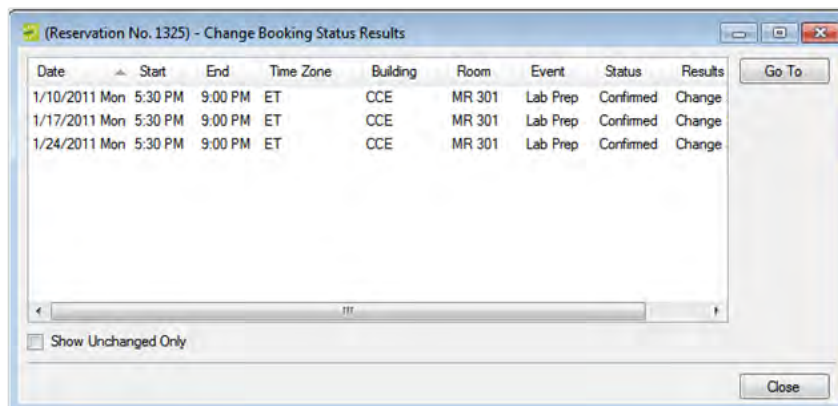 (Reservation No. 1325) - Change Booking Status Results
Date Start End Time Zone Building Room Event Status Results Go To
1/10/2011 Mon 5:30 PM 9:00 PM ET CCE MR 301 Lab Prep Confirmed Change
1/17/2011 Mon 5:30 PM 9:00 PM ET CCE MR 301 Lab Prep Confirmed Change
1/24/2011 Mon 5:30 PM 9:00 PM ET CCE MR 301 Lab Prep Confirmed Change
Show Unchanged Only
Close